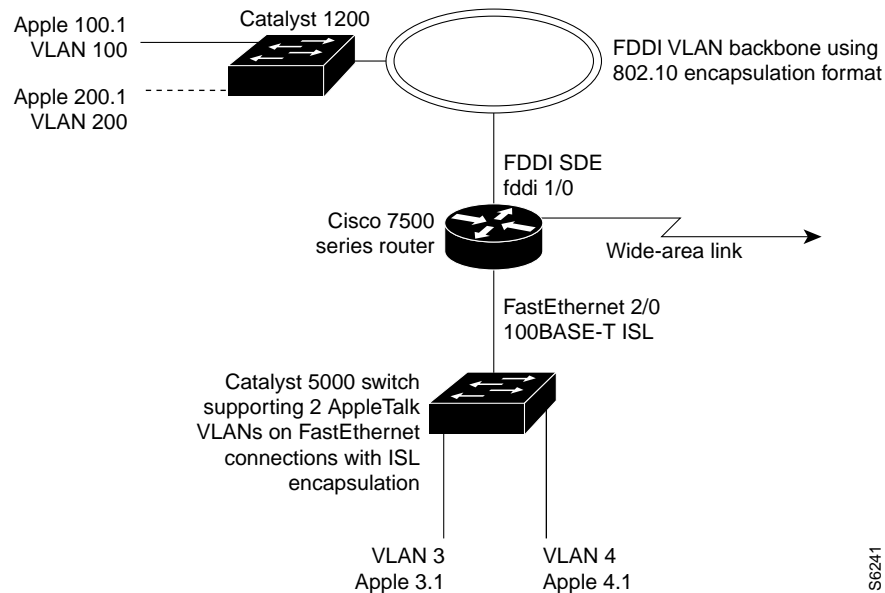 Apple 100.1
VLAN 100
Catalyst 1200
Apple 200.1
VLAN 200
FDDI VLAN backbone using
802.10 encapsulation format
FDDI SDE
fddi 1/0
Cisco 7500
series router
Wide-area link
FastEthernet 2/0
100BASE-T ISL
Catalyst 5000 switch
supporting 2 AppleTalk
VLANs on FastEthernet
connections with ISL
encapsulation
VLAN 3
Apple 3.1
VLAN 4
Apple 4.1
S6241